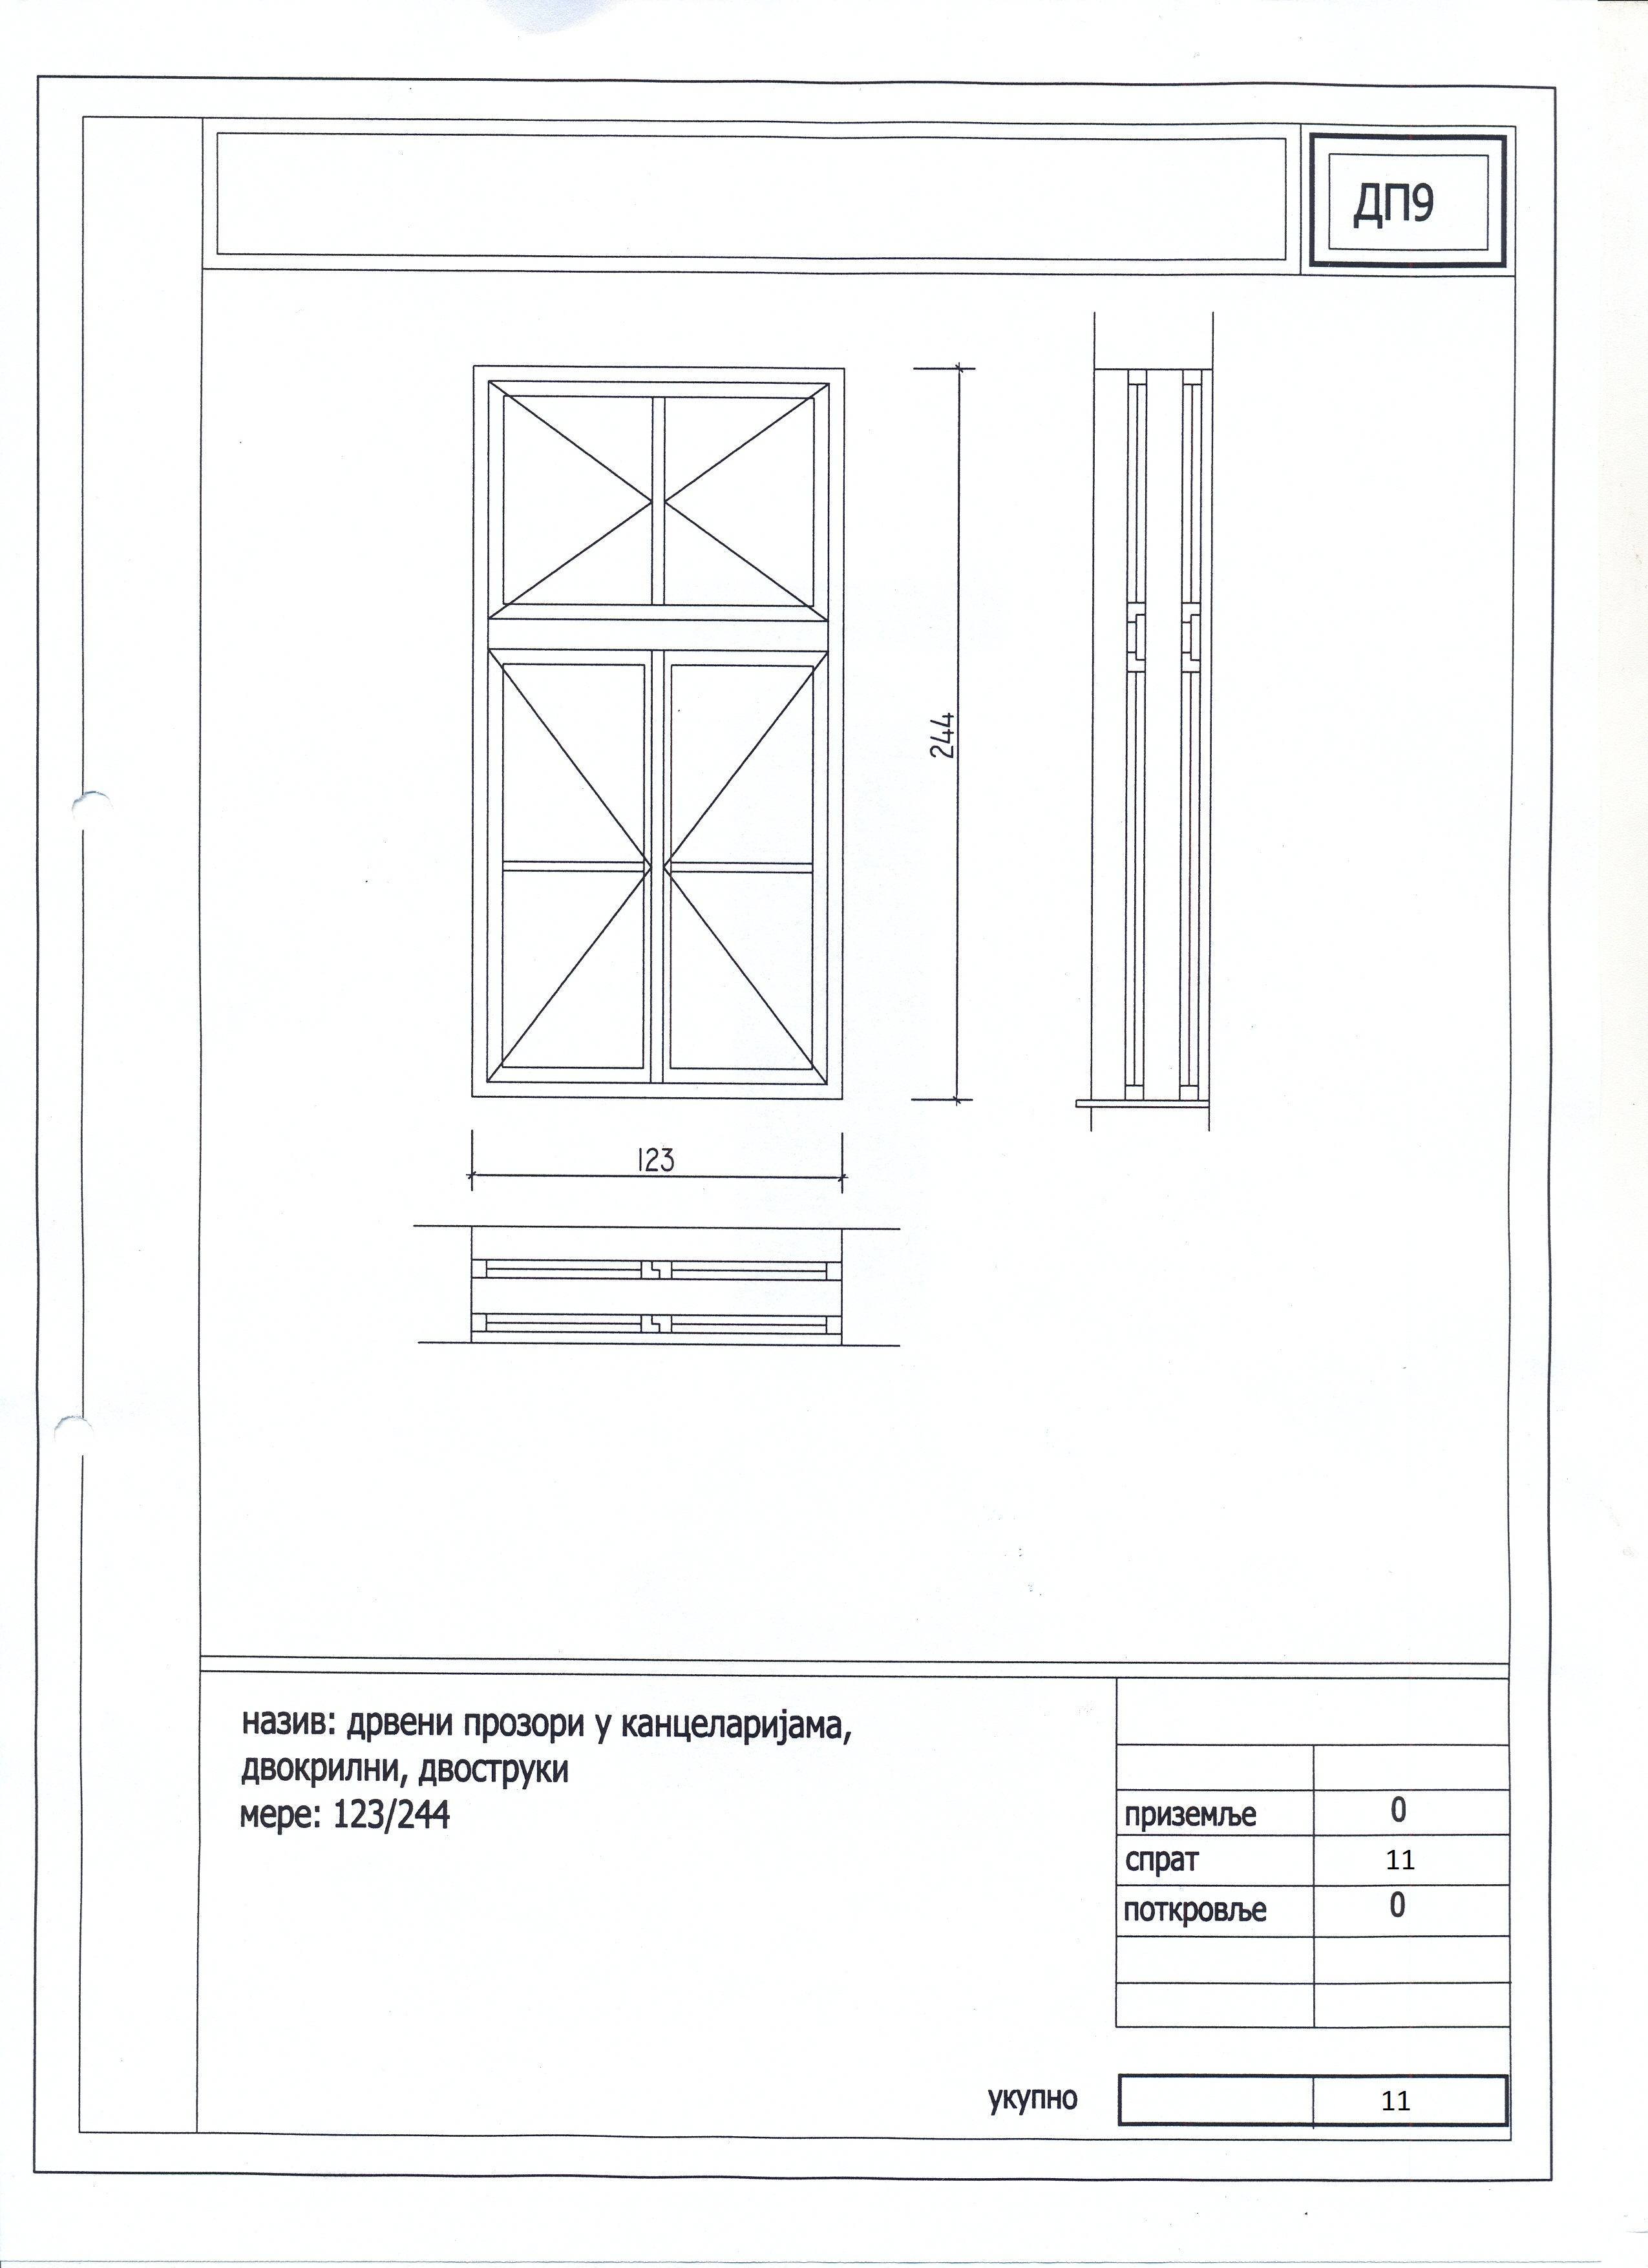 ДП9
244
123
назив: дрвени прозори у канцеларијама,
двокрилни, двоструки
мере: 123/244
приземље 0
спрат 11
поткровље 0
укупно 11